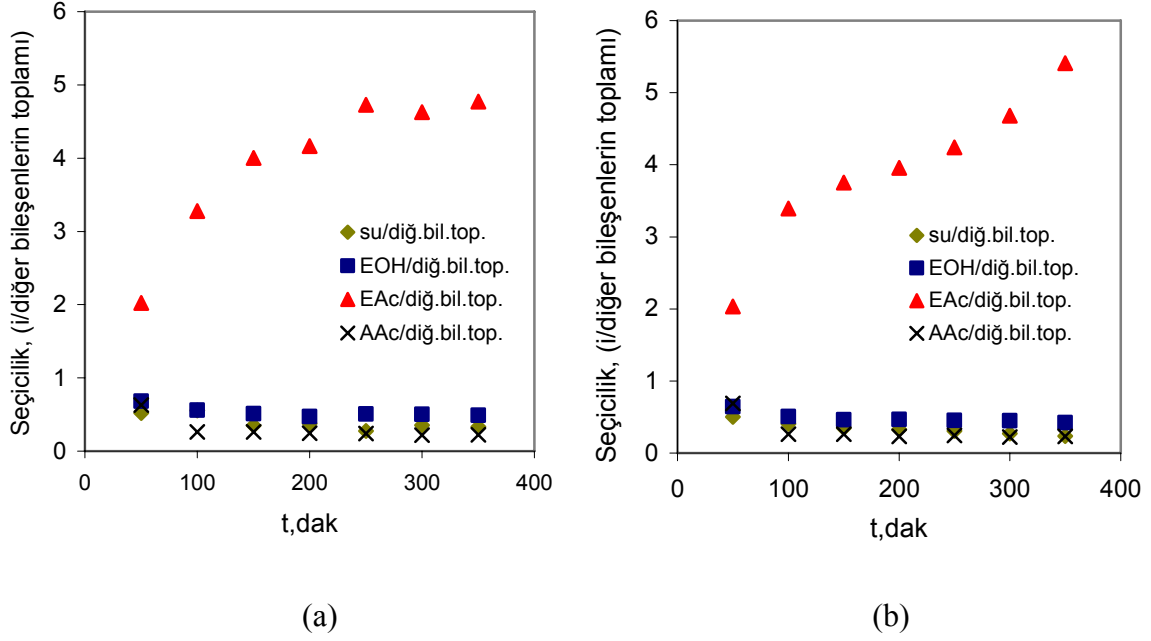 Seçicilik, (i/diğer bileşenlerin toplamı)
6
5
4
3
2
1
0
su/diğ.bil.top.
EOH/diğ.bil.top.
EAc/diğ.bil.top.
AAc/diğ.bil.top.
0 100 200 300 400
t,dak
(a)
Seçicilik, (i/diğer bileşenlerin toplamı)
6
5
4
3
2
1
0
su/diğ.bil.top.
EOH/diğ.bil.top.
EAc/diğ.bil.top.
AAc/diğ.bil.top.
0 100 200 300 400
t,dak
(b)